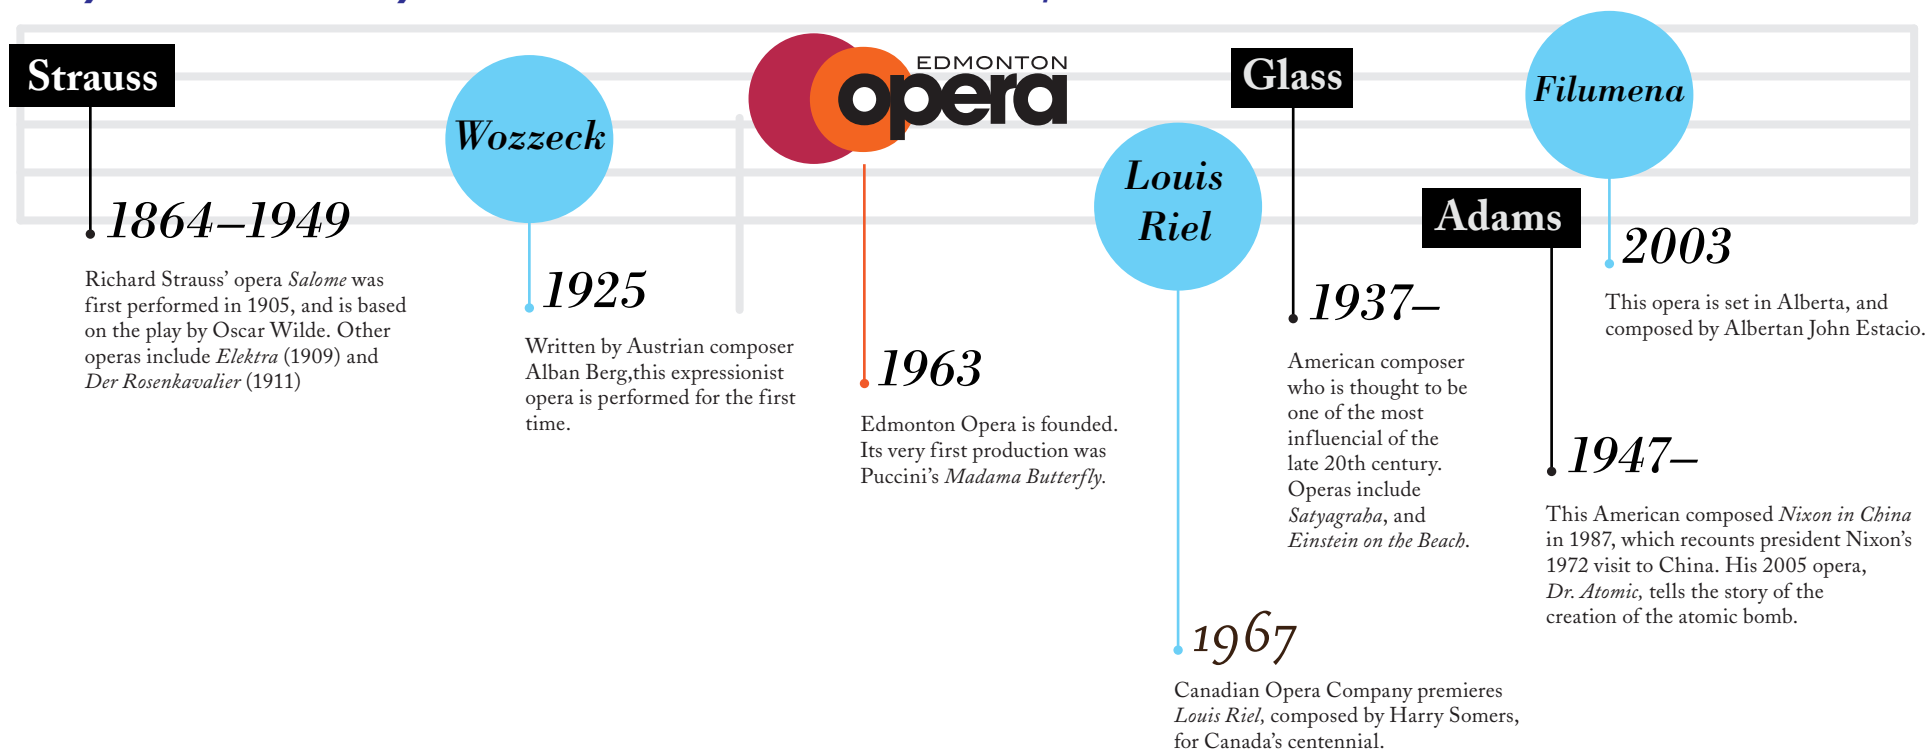 Strauss
1864–1949
Richard Strauss’ opera Salome was
first performed in 1905, and is based
on the play by Oscar Wilde. Other
operas include Elektra (1909) and
Der Rosenkavalier (1911)
Wozzeck
1925
Written by Austrian composer
Alban Berg,this expressionist
opera is performed for the first
time.
EDMONTON
opera
1963
Edmonton Opera is founded.
Its very first production was
Puccini’s Madama Butterfly.
Louis
Riel
1967
Canadian Opera Company premieres
Louis Riel, composed by Harry Somers,
for Canada’s centennial.
Glass
1937–
American composer
who is thought to be
one of the most
influencial of the
late 20th century.
Operas include
Satyagraha, and
Einstein on the Beach.
Adams
1947–
This American composed Nixon in China
in 1987, which recounts president Nixon’s
1972 visit to China. His 2005 opera,
Dr. Atomic, tells the story of the
creation of the atomic bomb.
Filumena
2003
This opera is set in Alberta, and
composed by Albertan John Estacio.